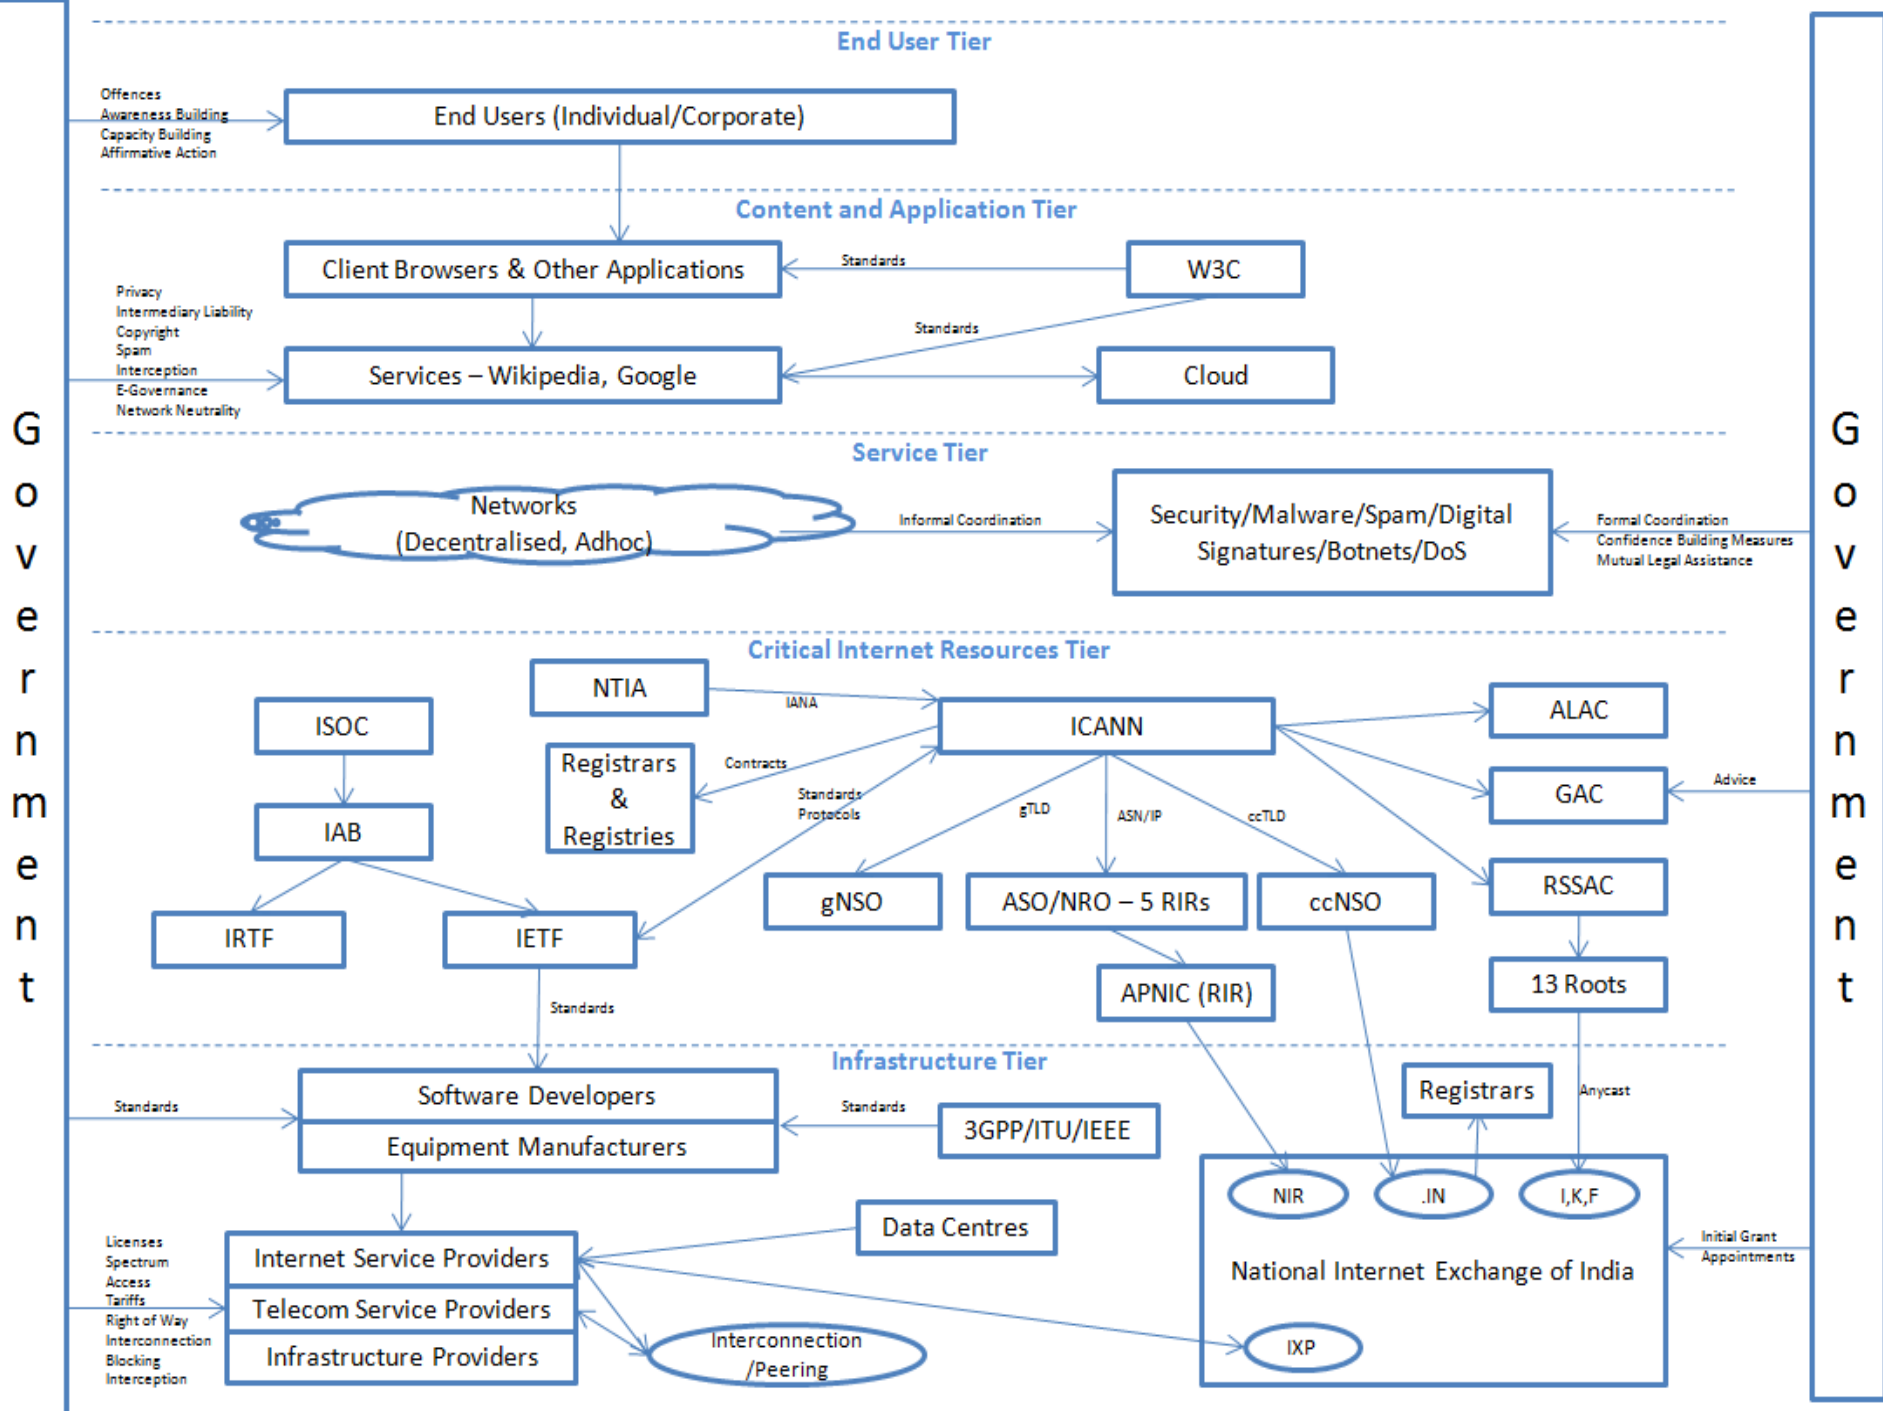 Government
End User Tier
Offences
Awareness Building
Capacity Building
Affirmative Action
End Users (Individual/Corporate)
Content and Application Tier
Client Browsers & Other Applications
Standards
W3C
Privacy
Intermediary Liability
Copyright
Spam
Interception
E-Governance
Network Neutrality
Standards
Services – Wikipedia, Google
Cloud
Service Tier
Networks
(Decentralised, Adhoc)
Informal Coordination
Security/Malware/Spam/Digital
Signatures/Botnets/DoS
Formal Coordination
Confidence Building Measures
Mutual Legal Assistance
Government
Critical Internet Resources Tier
NTIA
IANA
ISOC
ICANN
ALAC
Registrars
&
Registries
Contracts
Standards
Protocols
GAC
Advice
IAB
gTLD
ASN/IP
ccTLD
IRTF
IETF
gNSO
ASO/NRO – 5 RIRs
ccNSO
RSSAC
APNIC (RIR)
13 Roots
Standards
Infrastructure Tier
Standards
Software Developers
Equipment Manufacturers
Standards
3GPP/ITU/IEEE
Registrars
Anycast
NIR
.IN
I,K,F
Data Centres
Licenses
Spectrum
Access
Tariffs
Right of Way
Interconnection
Blocking
Interception
Internet Service Providers
Telecom Service Providers
Infrastructure Providers
Interconnection
/Peering
National Internet Exchange of India
IXP
Initial Grant
Appointments